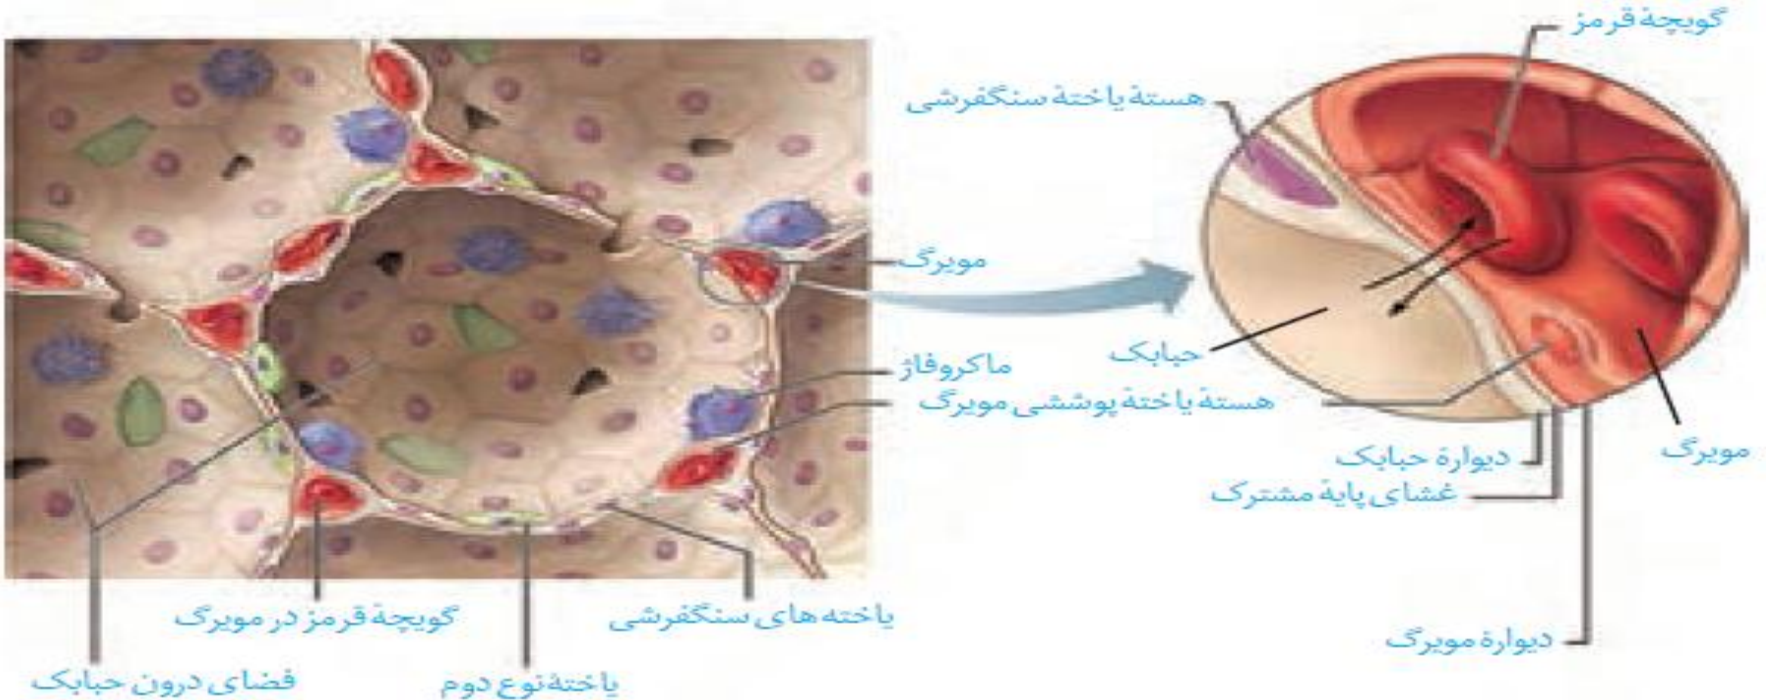 گویچهٔ قرمز
هستهٔ یاختهٔ سنگفرشی
مویرگ
حبابک
ماکروفاژ
هستهٔ یاختهٔ پوششی مویرگ
مویرگ
دیوارهٔ حبابک
غشای پایهٔ مشترک
دیوارهٔ مویرگ
یاخته‌های سنگفرشی
گویچهٔ قرمز در مویرگ
یاختهٔ نوع دوم
فضای درون حبابک